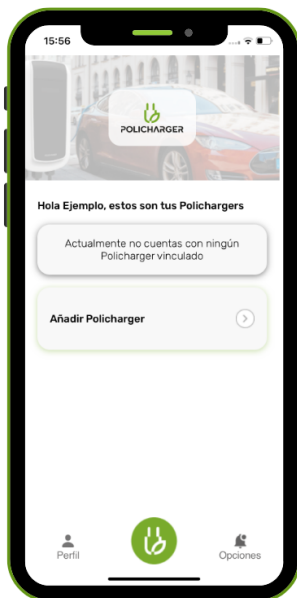 15:56
POLICHARGER
Hola Ejemplo, estos son tus Polichargers
Actualmente no cuentas con ningún
Policharger vinculado
Añadir Policharger
Perfil
Opciones